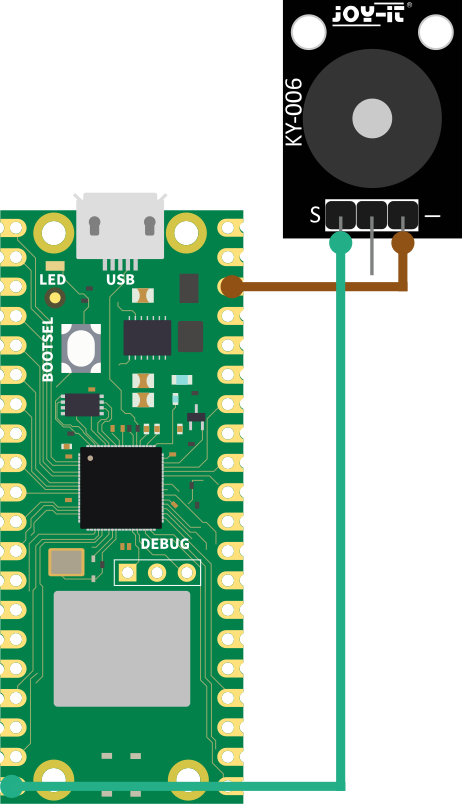 JOY-iT®
KY-006
S –
LED USB
BOOTSEL
DEBUG